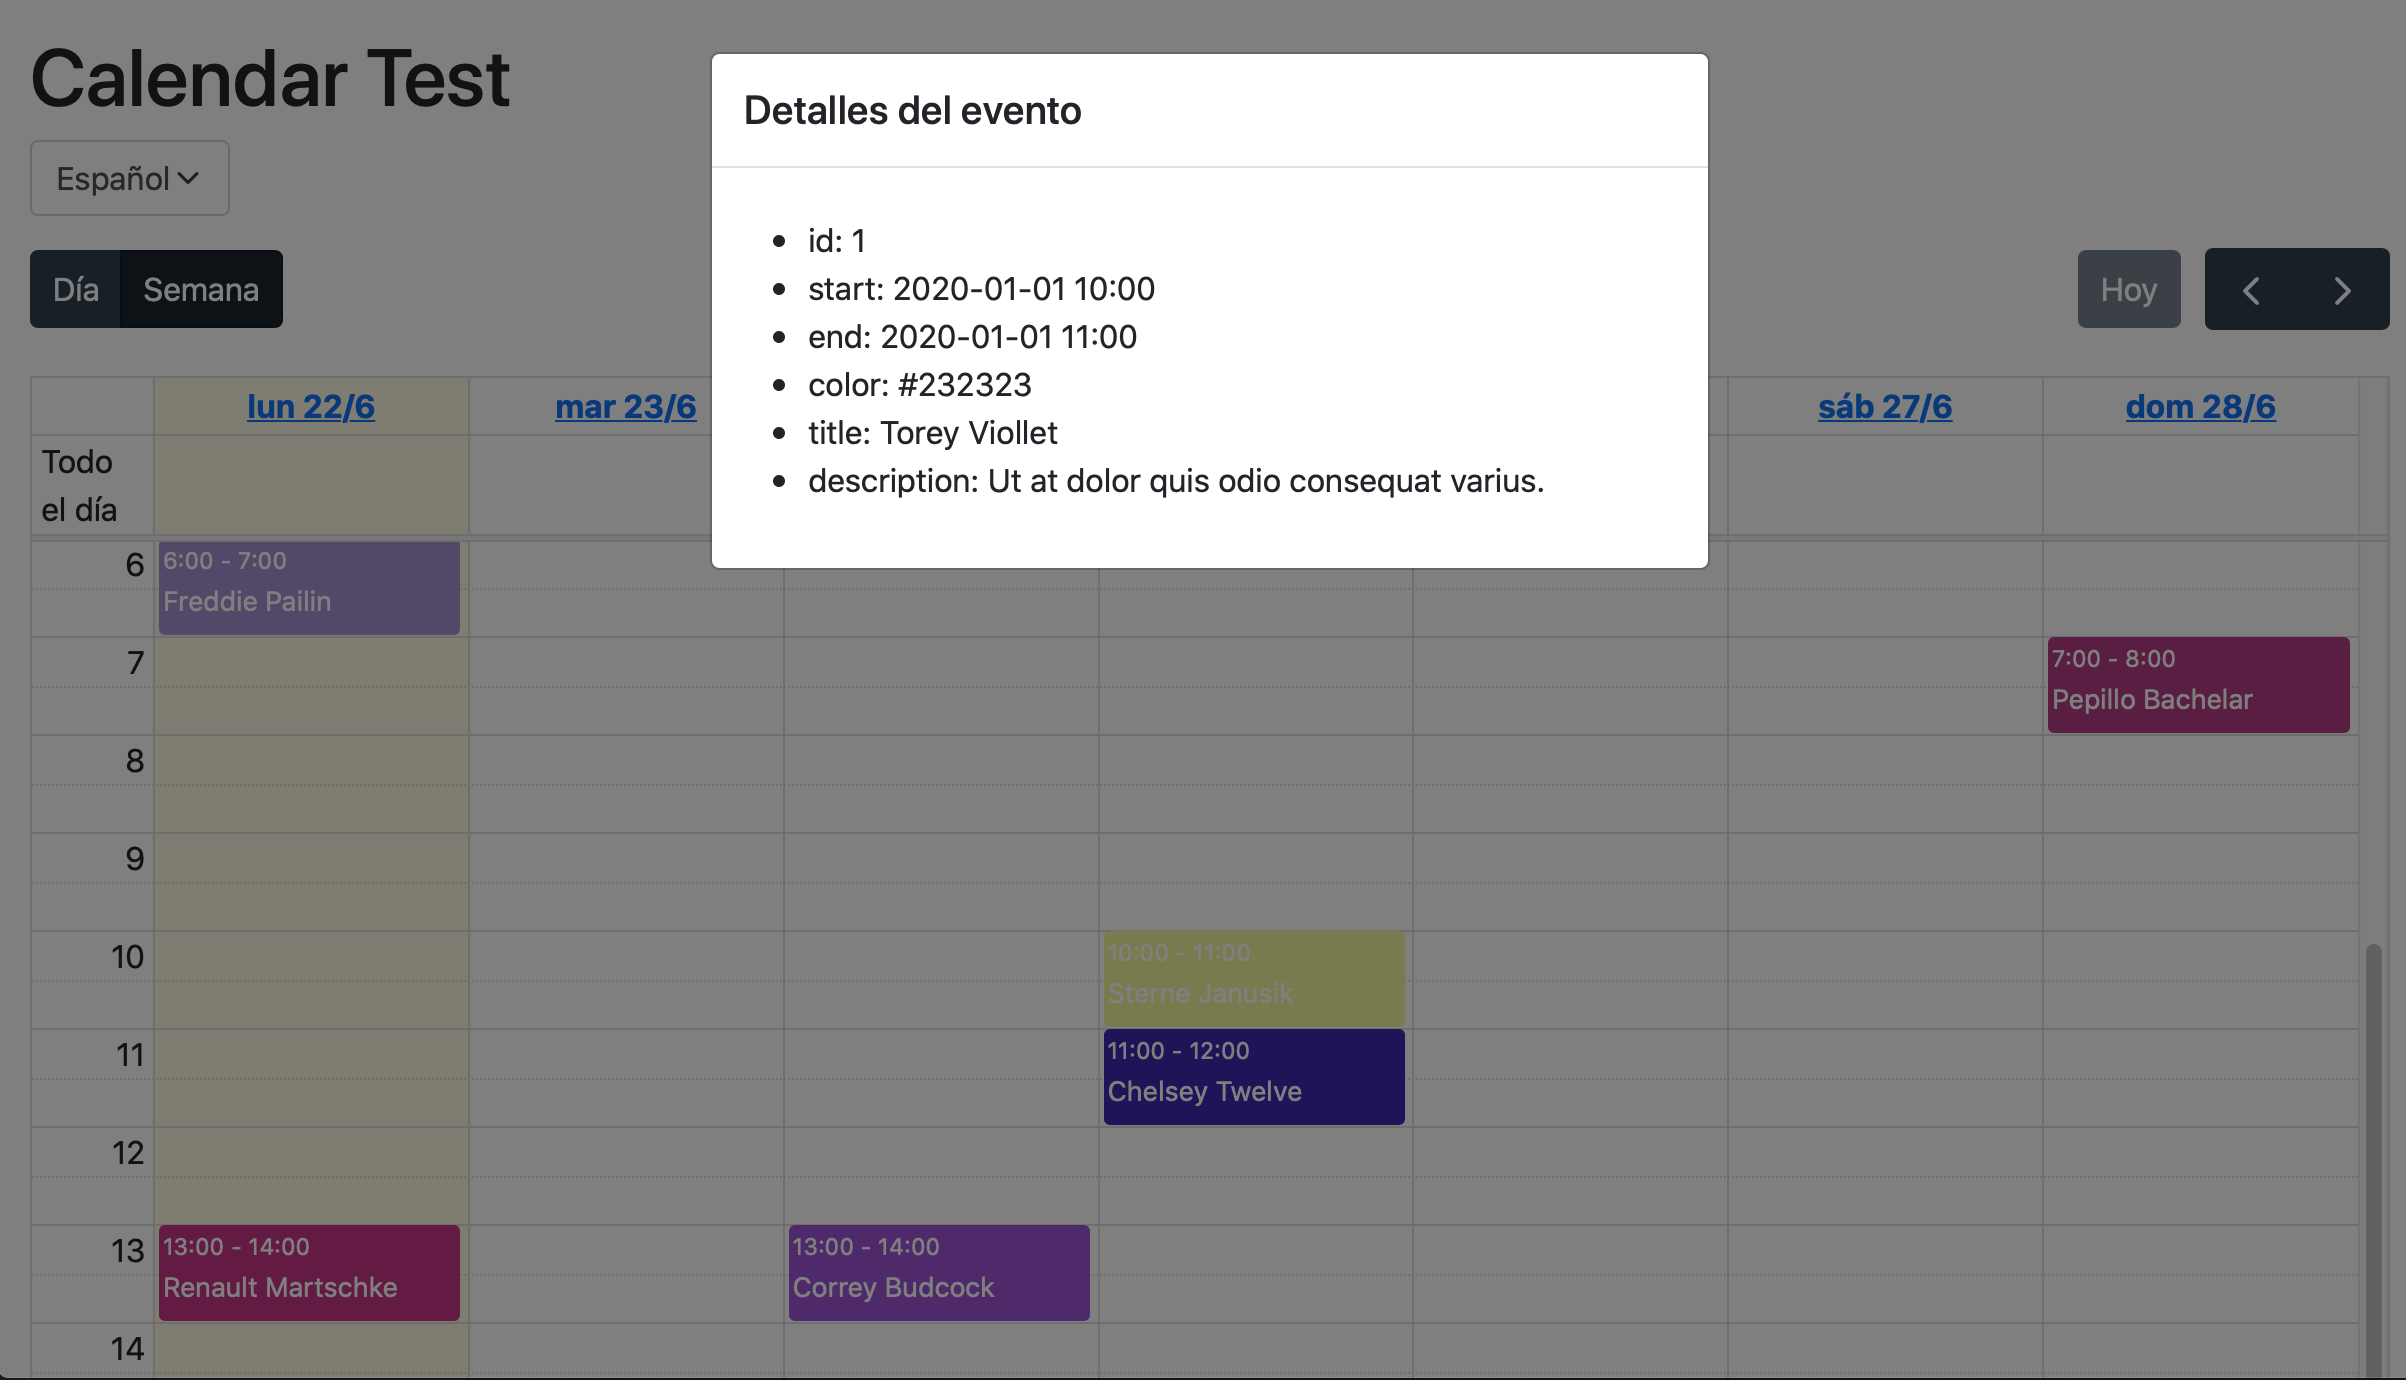 Calendar Test
Español
Día Semana
Hoy
Detalles del evento
id: 1
start: 2020-01-01 10:00
end: 2020-01-01 11:00
color: #232323
title: Torey Viollet
description: Ut at dolor quis odio consequat varius.
lun 22/6 mar 23/6 sáb 27/6 dom 28/6
Todo
el día
6
6:00 - 7:00
Freddie Pailin
7
7:00 - 8:00
Pepillo Bachelar
8
9
10
10:00 - 11:00
Sterne Janusik
11
11:00 - 12:00
Chelsey Twelve
12
13
13:00 - 14:00
Renault Martschke
13:00 - 14:00
Correy Budcock
14